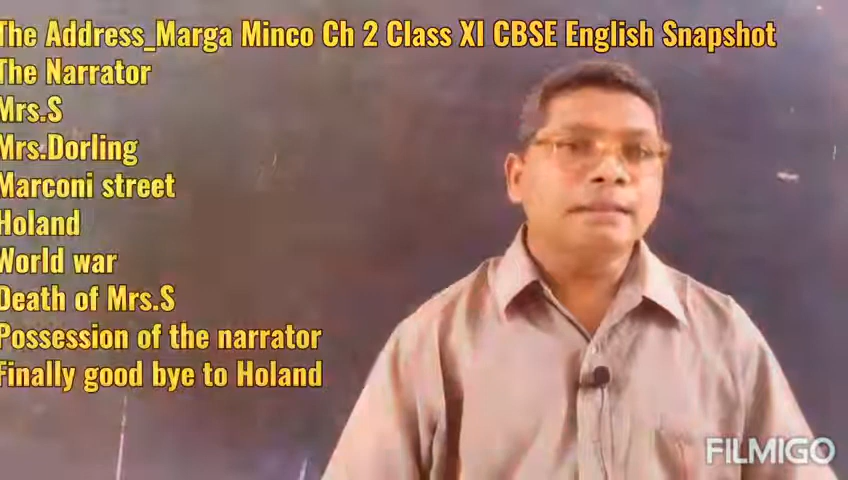 The Address_Marga Minco Ch 2 Class XI CBSE English Snapshot
The Narrator
Mrs.S
Mrs.Dorling
Marconi street
Holand
World war
Death of Mrs.S
Possession of the narrator
Finally good bye to Holand
FILMIGO